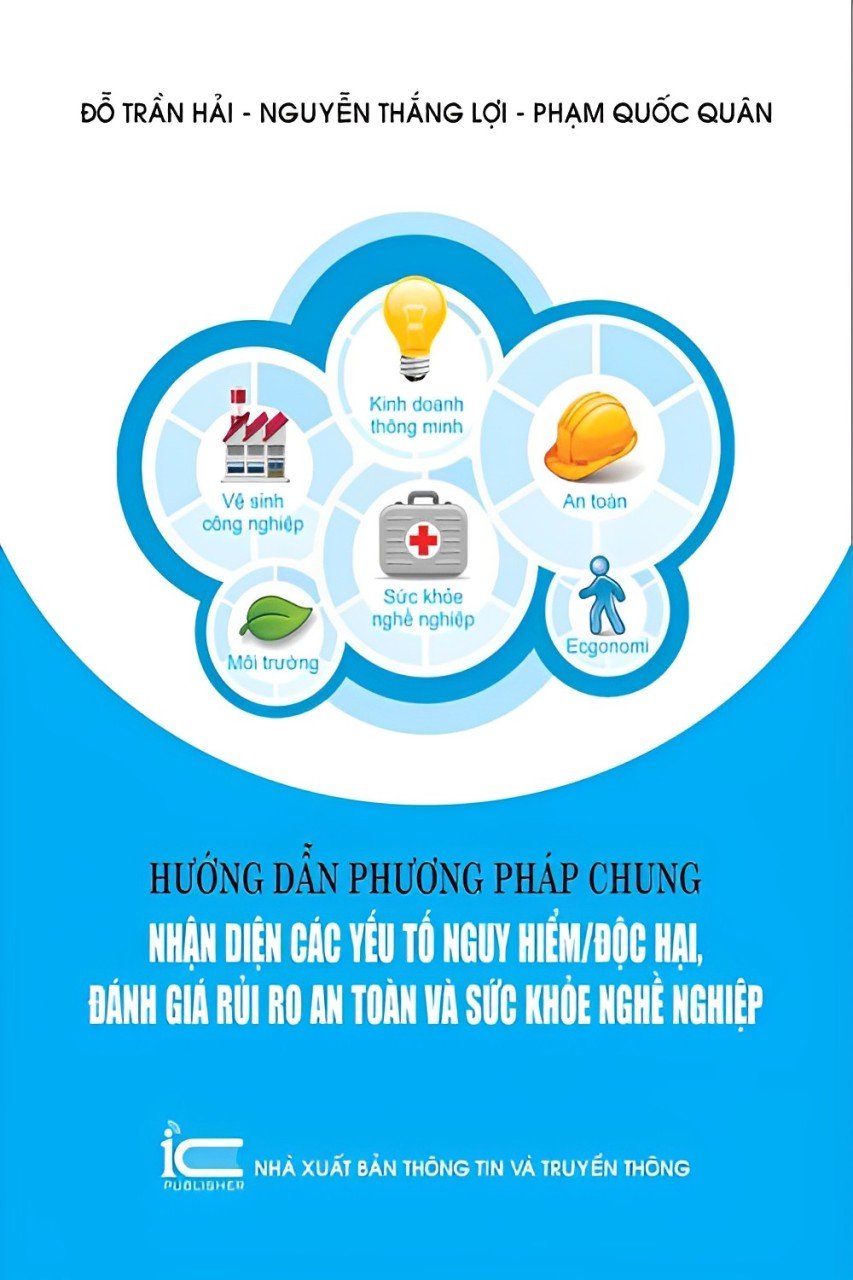 ĐỖ TRẦN HẢI - NGUYỄN THẮNG LỢI - PHẠM QUỐC QUÂN
Kinh doanh
thông minh
Vệ sinh
công nghiệp
An toàn
Sức khỏe
nghề nghiệp
Môi trường
Ecgonomi
HƯỚNG DẪN PHƯƠNG PHÁP CHUNG
NHẬN DIỆN CÁC YẾU TỐ NGUY HIỂM/ĐỘC HẠI,
ĐÁNH GIÁ RỦI RO AN TOÀN VÀ SỨC KHỎE NGHỀ NGHIỆP
ic
PUBLISHER
NHÀ XUẤT BẢN THÔNG TIN VÀ TRUYỀN THÔNG